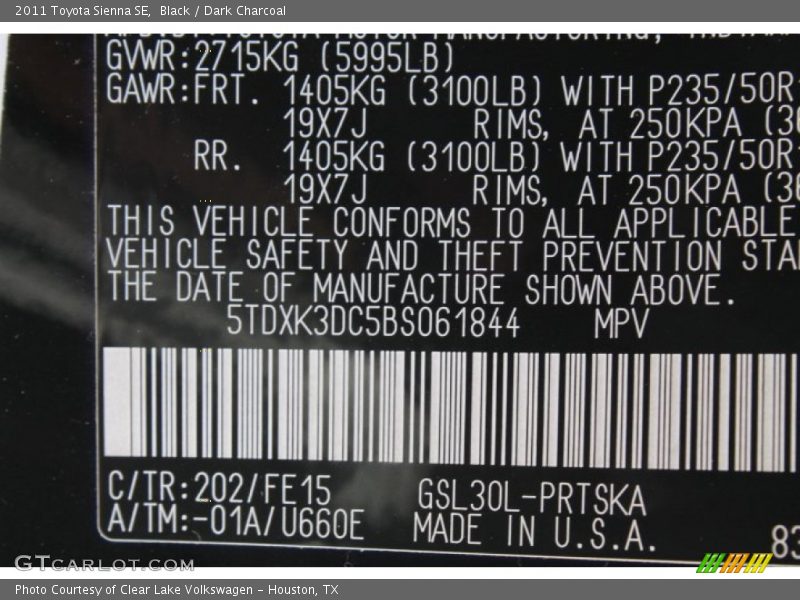 2011 Toyota Sienna SE, Black / Dark Charcoal
GVWR:2715KG (5995LB)
GAWR:FRT. 1405KG (3100LB) WITH P235/50R
19X7J RIMS, AT 250KPA (3
RR. 1405KG (3100LB) WITH P235/50R
19X7J RIMS, AT 250KPA (3
THIS VEHICLE CONFORMS TO ALL APPLICABLE
VEHICLE SAFETY AND THEFT PREVENTION STA
THE DATE OF MANUFACTURE SHOWN ABOVE.
5TDXK3DC5BS061844 MPV
C/TR:202/FE15 GSL30L-PRTSKA
A/TM:-01A/U660E MADE IN U.S.A.
83
GTCARLOT.COM
Photo Courtesy of Clear Lake Volkswagen - Houston, TX